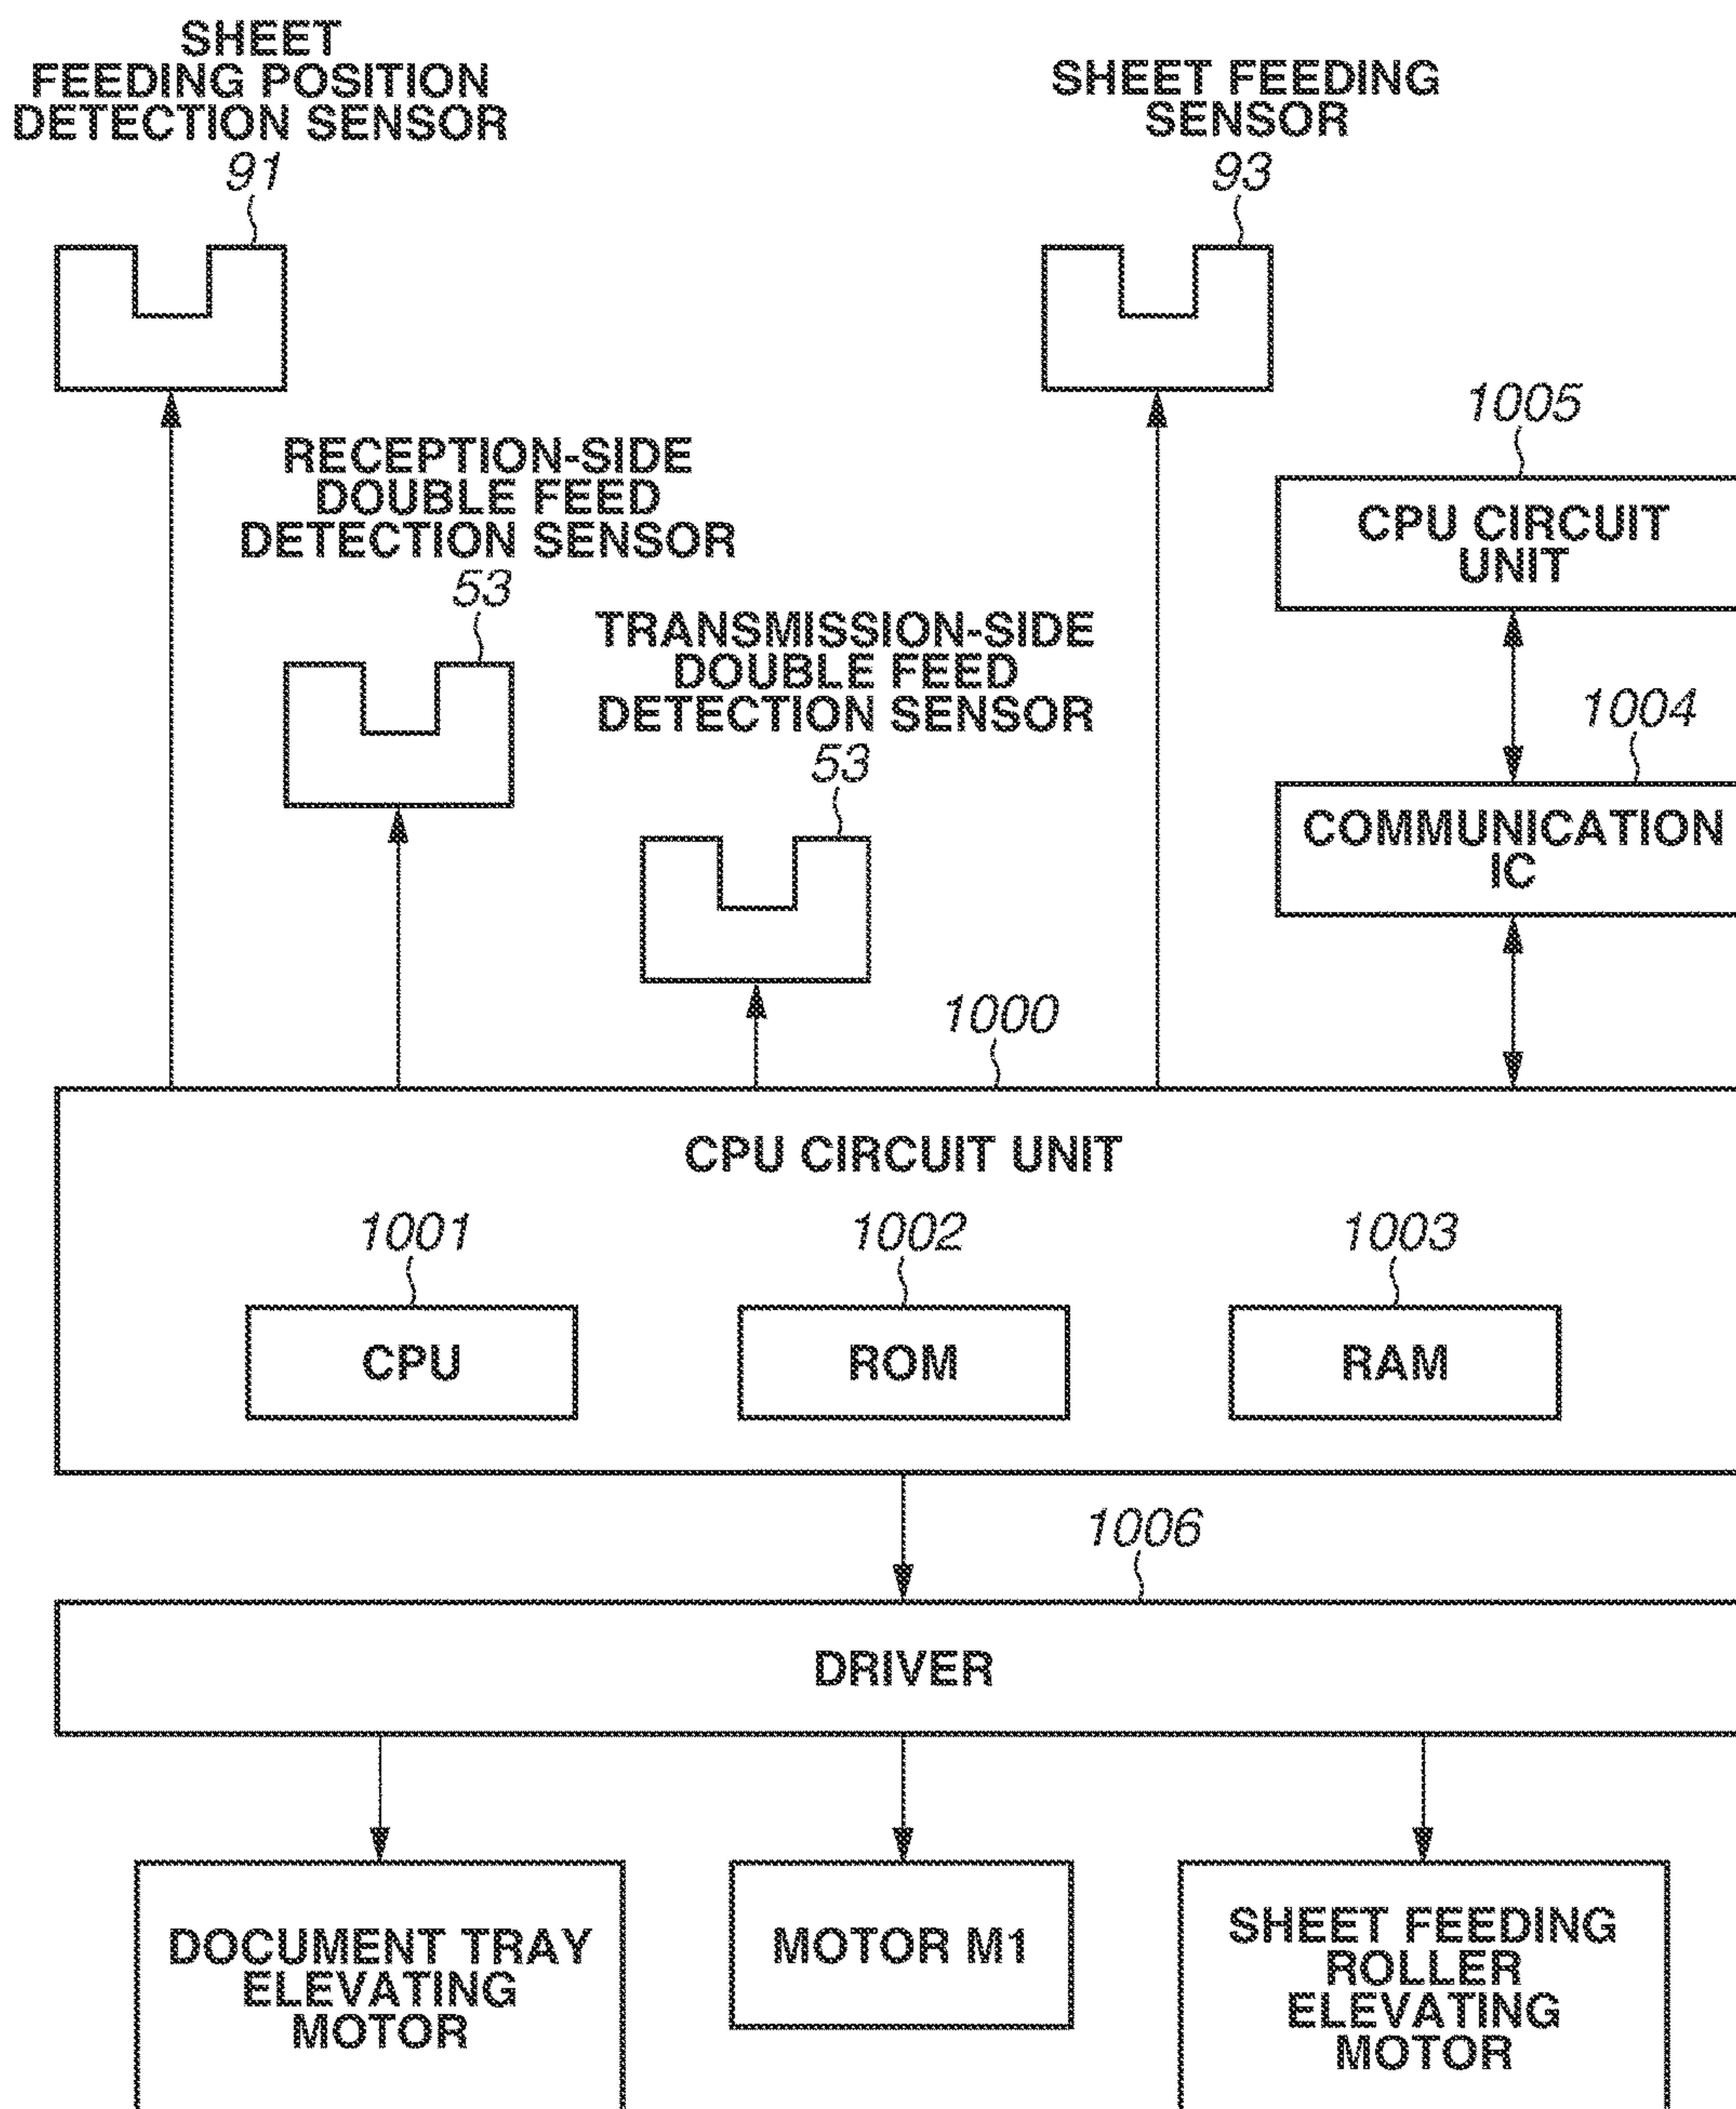 SHEET
FEEDING POSITION
DETECTION SENSOR
91
SHEET FEEDING
SENSOR
93
RECEPTION-SIDE
DOUBLE FEED
DETECTION SENSOR
53
TRANSMISSION-SIDE
DOUBLE FEED
DETECTION SENSOR
53
1005
CPU CIRCUIT
UNIT
1004
COMMUNICATION
IC
1000
CPU CIRCUIT UNIT
1001
CPU
1002
ROM
1003
RAM
1006
DRIVER
DOCUMENT TRAY
ELEVATING
MOTOR
MOTOR M1
SHEET FEEDING
ROLLER
ELEVATING
MOTOR